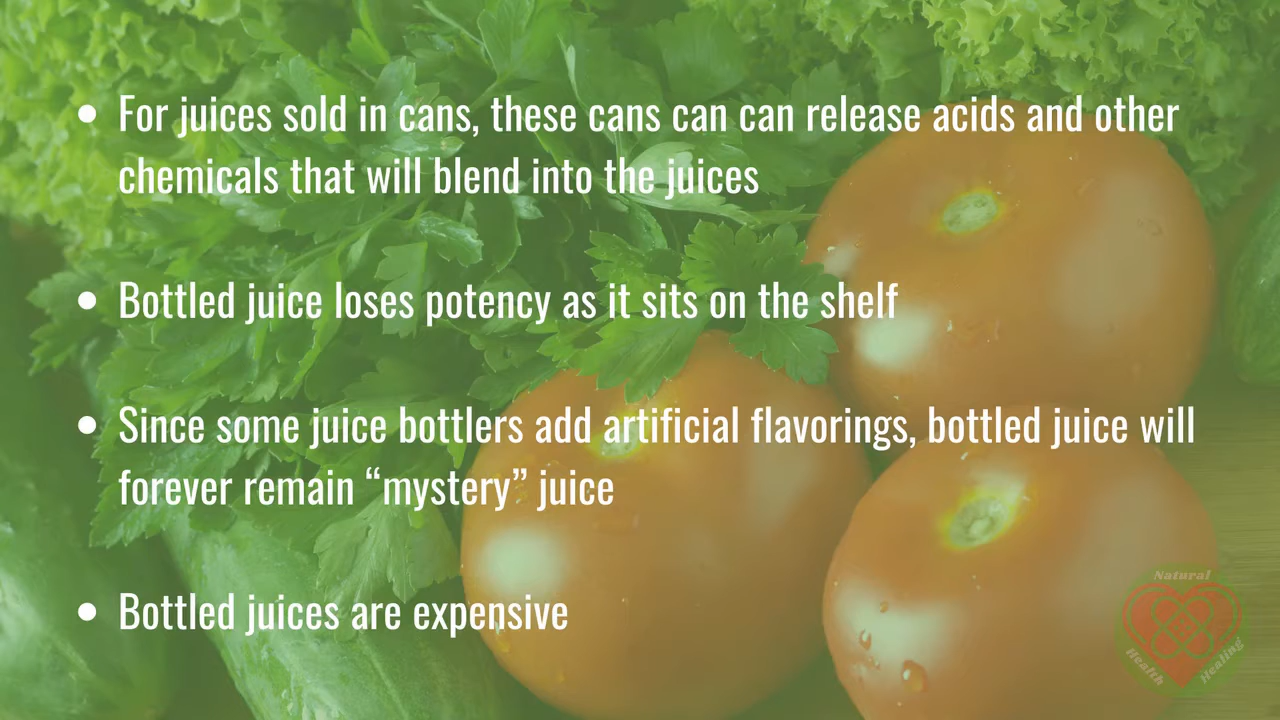 • For juices sold in cans, these cans can can release acids and other
chemicals that will blend into the juices
• Bottled juice loses potency as it sits on the shelf
• Since some juice bottlers add artificial flavorings, bottled juice will
forever remain “mystery” juice
• Bottled juices are expensive
Natural
Health Healing